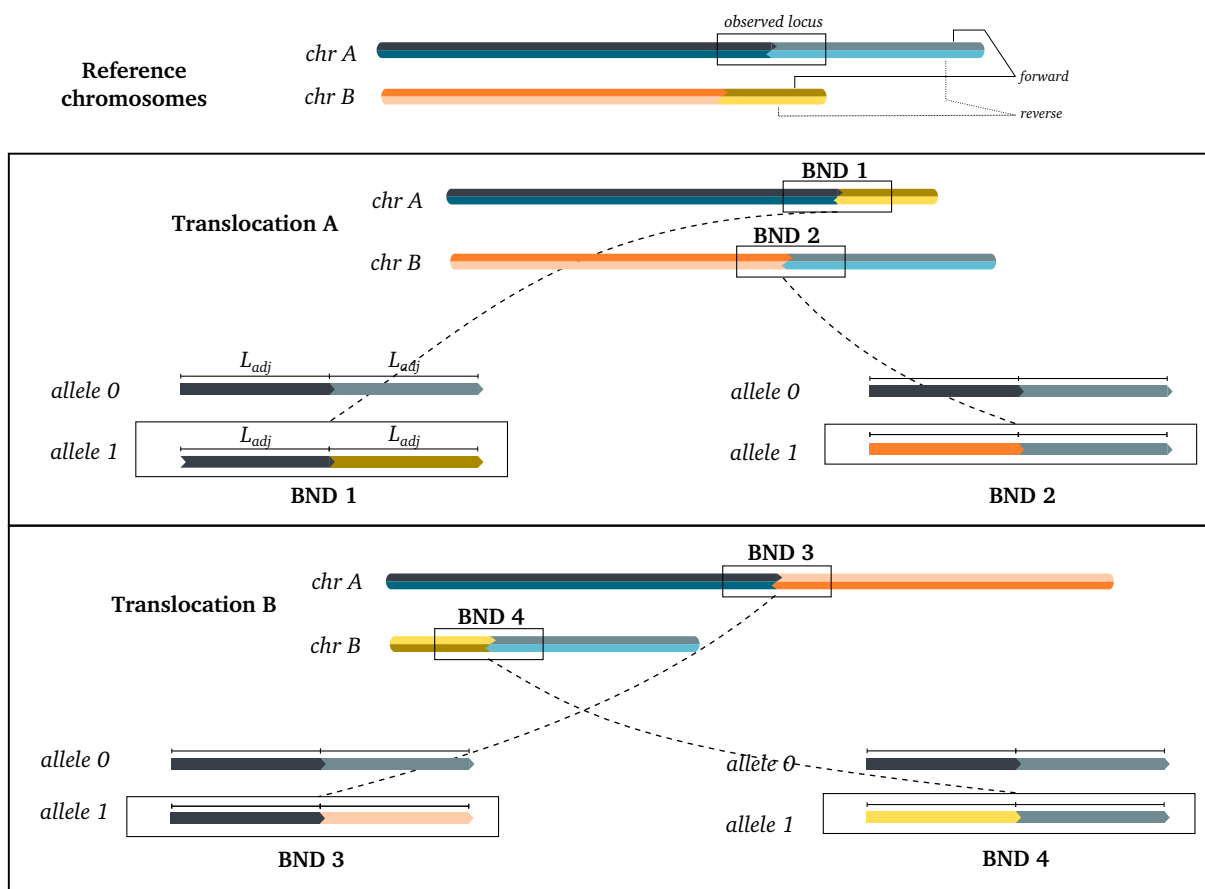 observed locus
chr A
Reference
chromosomes
forward
chr B
reverse
BND 1
chr A
Translocation A
BND 2
chr B
L_adj L_adj
allele 0
allele 0
L_adj L_adj
allele 1
allele 1
BND 1
BND 2
BND 3
chr A
Translocation B
BND 4
chr B
allele 0
allele 0
allele 1
allele 1
BND 3
BND 4